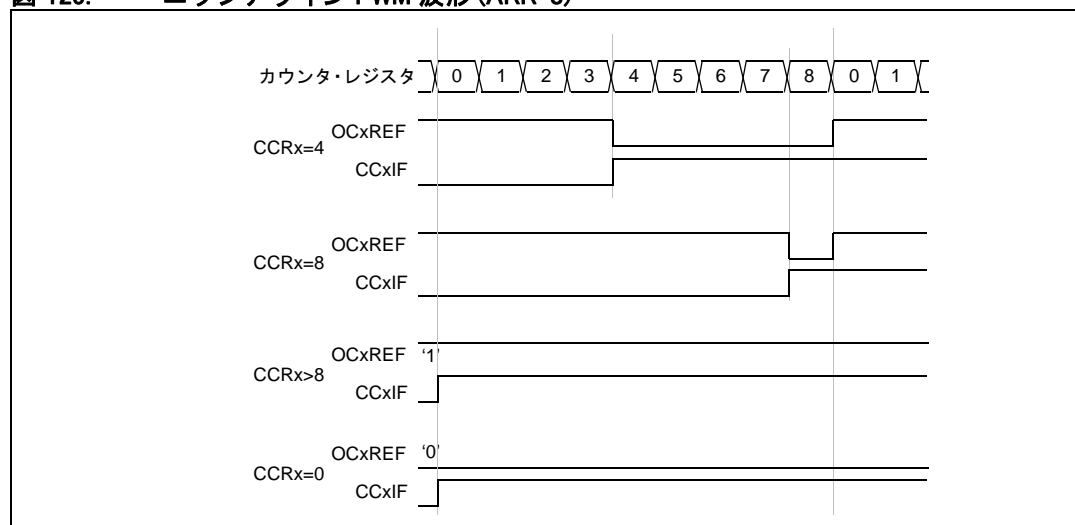 カウンタ・レジスタ 0 1 2 3 4 5 6 7 8 0 1
OCxREF
CCRx=4
CCxIF
OCxREF
CCRx=8
CCxIF
OCxREF '1'
CCRx>8
CCxIF
OCxREF '0'
CCRx=0
CCxIF